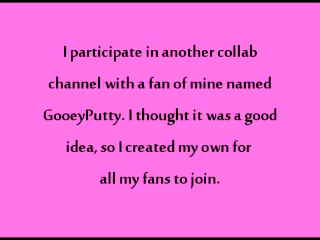 I participate in another collab
channel with a fan of mine named
GooeyPutty. I thought it was a good
idea, so I created my own for
all my fans to join.